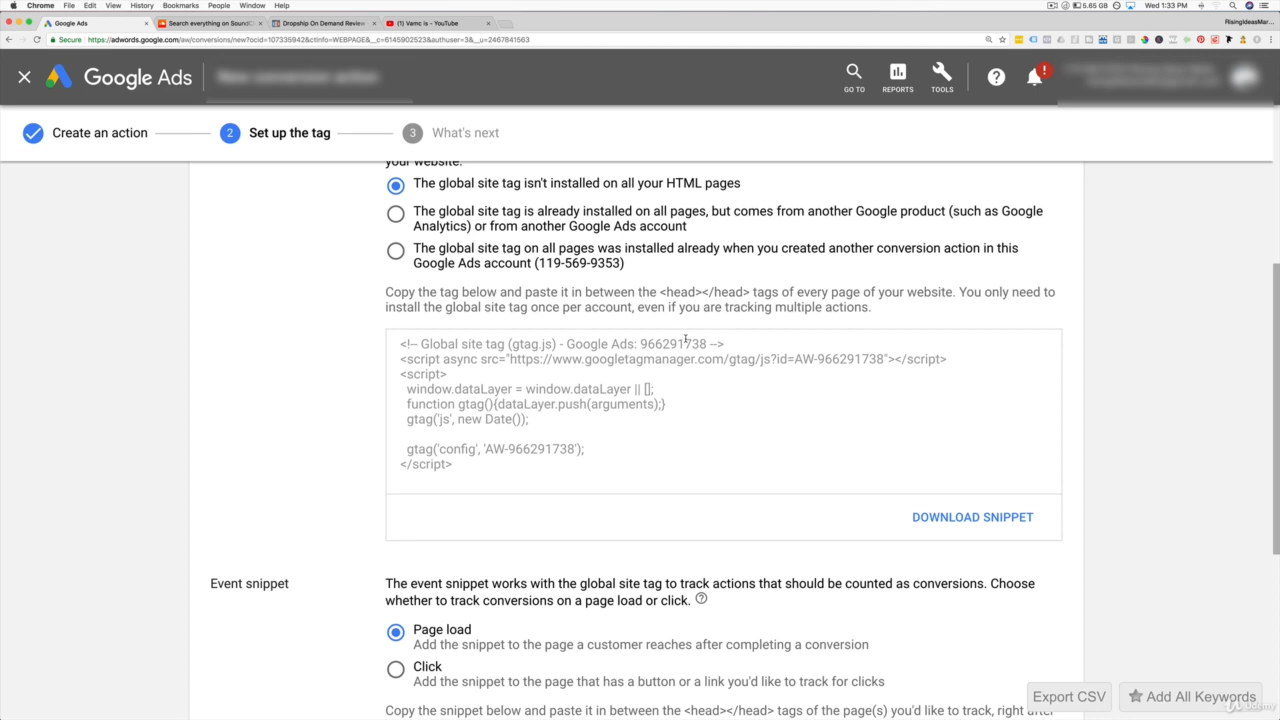 Chrome File Edit View History Bookmarks People Window Help 5.65 GB Wed 1:33 PM
Google Ads Search everything on SoundC Dropship On Demand Review (1) Vamc is - YouTube RisingIdeasMar...
Secure https://adwords.google.com/aw/conversions/new?ocid=107335942&ctInfo=WEBPAGE&__c=6145902523&authuser=3&__u=2467841563
Google Ads New conversion action GO TO REPORTS TOOLS
Create an action 2 Set up the tag 3 What's next
your website.
The global site tag isn't installed on all your HTML pages
The global site tag is already installed on all pages, but comes from another Google product (such as Google
Analytics) or from another Google Ads account
The global site tag on all pages was installed already when you created another conversion action in this
Google Ads account (119-569-9353)
Copy the tag below and paste it in between the <head></head> tags of every page of your website. You only need to
install the global site tag once per account, even if you are tracking multiple actions.
<!-- Global site tag (gtag.js) - Google Ads: 966291738 -->
<script async src="https://www.googletagmanager.com/gtag/js?id=AW-966291738"></script>
<script>
window.dataLayer = window.dataLayer || [];
function gtag(){dataLayer.push(arguments);}
gtag('js', new Date());
gtag('config', 'AW-966291738');
</script>
DOWNLOAD SNIPPET
Event snippet
The event snippet works with the global site tag to track actions that should be counted as conversions. Choose
whether to track conversions on a page load or click.
Page load
Add the snippet to the page a customer reaches after completing a conversion
Click
Add the snippet to the page that has a button or a link you'd like to track for clicks
Export CSV Add All Keywords
Copy the snippet below and paste it in between the <head></head> tags of the page(s) you'd like to track, right after
Udemy